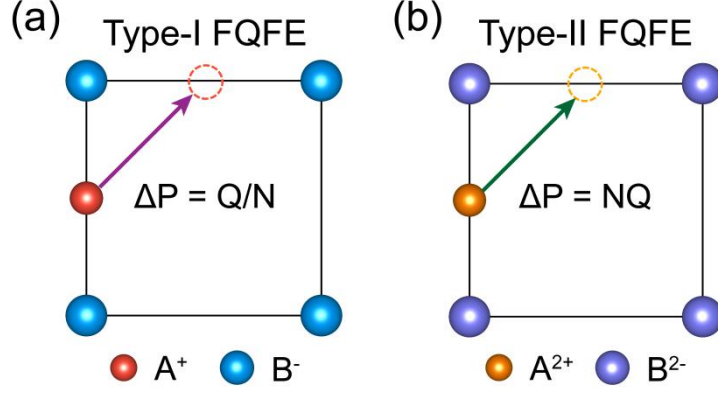 (a)
Type-I FQFE
ΔP = Q/N
A⁺ B⁻
(b)
Type-II FQFE
ΔP = NQ
A²⁺ B²⁻